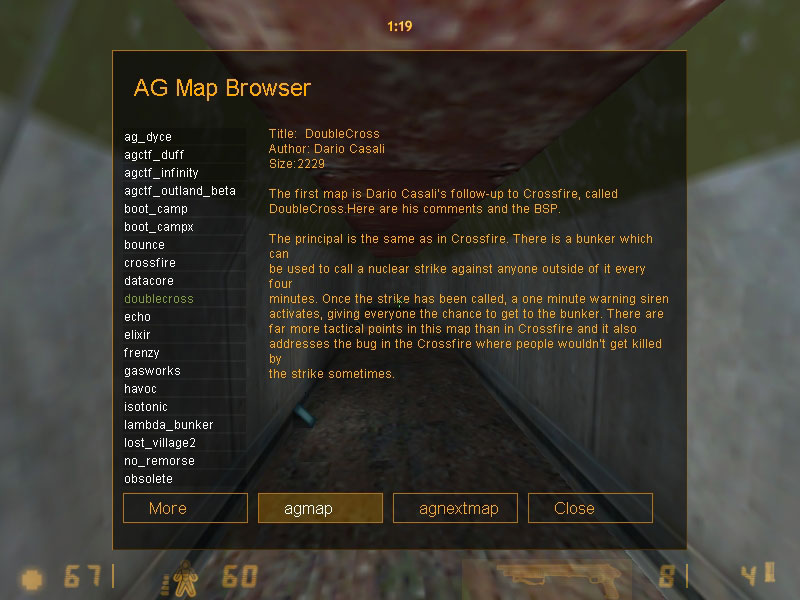 1:19
AG Map Browser
ag_dyce
agctf_duff
agctf_infinity
agctf_outland_beta
boot_camp
boot_campx
bounce
crossfire
datacore
doublecross
echo
elixir
frenzy
gasworks
havoc
isotonic
lambda_bunker
lost_village2
no_remorse
obsolete
Title: DoubleCross
Author: Dario Casali
Size:2229
The first map is Dario Casali's follow-up to Crossfire, called
DoubleCross.Here are his comments and the BSP.
The principal is the same as in Crossfire. There is a bunker which
can
be used to call a nuclear strike against anyone outside of it every
four
minutes. Once the strike has been called, a one minute warning siren
activates, giving everyone the chance to get to the bunker. There are
far more tactical points in this map than in Crossfire and it also
addresses the bug in the Crossfire where people wouldn't get killed
by
the strike sometimes.
More
agmap
agnextmap
Close
67
60
8
4